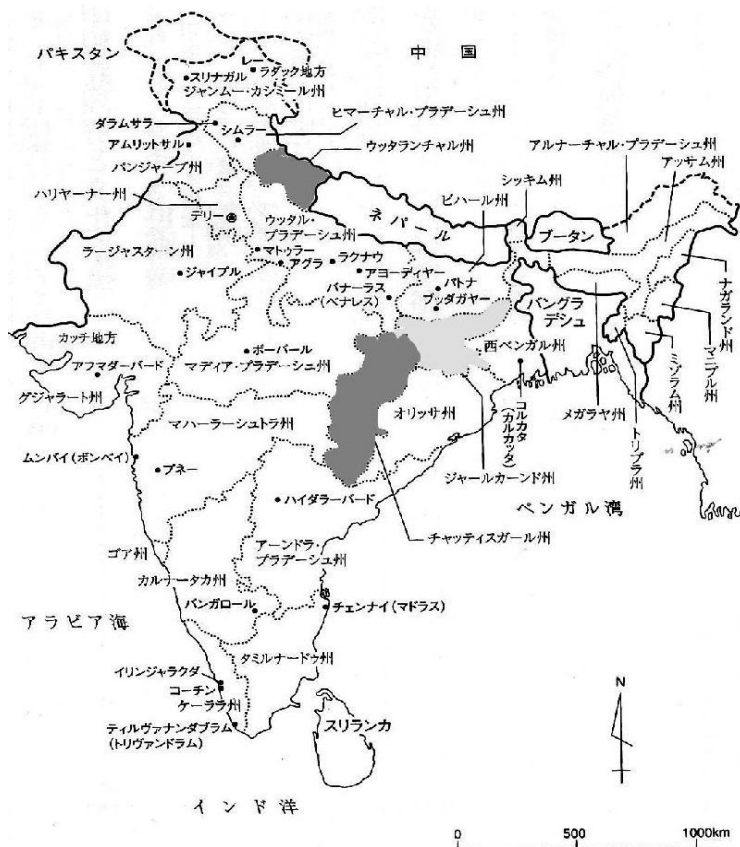 パキスタン
中国
レー
ラダック地方
スリナガル
ジャンムー・カシミール州
ダラムサラ
シムラー
ヒマーチャル・プラデーシュ州
アムリットサル
ウッタランチャル州
アルナーチャル・プラデーシュ州
パンジャーブ州
アッサム州
シッキム州
ハリヤーナー州
ビハール州
デリー
ウッタル・
プラデーシュ州
ネパール
ブータン
ラージャスターン州
マトゥラー
ラクナウ
アグラ
アヨーディヤー
ジャイプル
パトナ
バナーラス
(ベナレス)
ブッダガヤー
バングラ
デシュ
ナガランド州
カッチ地方
マニプル州
ボーパール
西ベンガル州
ミゾラム州
アフマダーバード
マディア・プラデーシュ州
グジャラート州
オリッサ州
コルカタ
(カルカッタ)
メガラヤ州
トリプラ州
マハーラーシュトラ州
ムンバイ(ボンベイ)
プネー
ジャールカーンド州
ハイダラーバード
ベンガル湾
チャッティスガール州
アーンドラ・
プラデーシュ州
ゴア州
カルナータカ州
バンガロール
チェンナイ(マドラス)
アラビア海
タミルナードゥ州
イリンジャラクダ
コーチン
ケーララ州
N
ティルヴァナンダプラム
(トリヴァンドラム)
スリランカ
インド洋
0 500 1000km